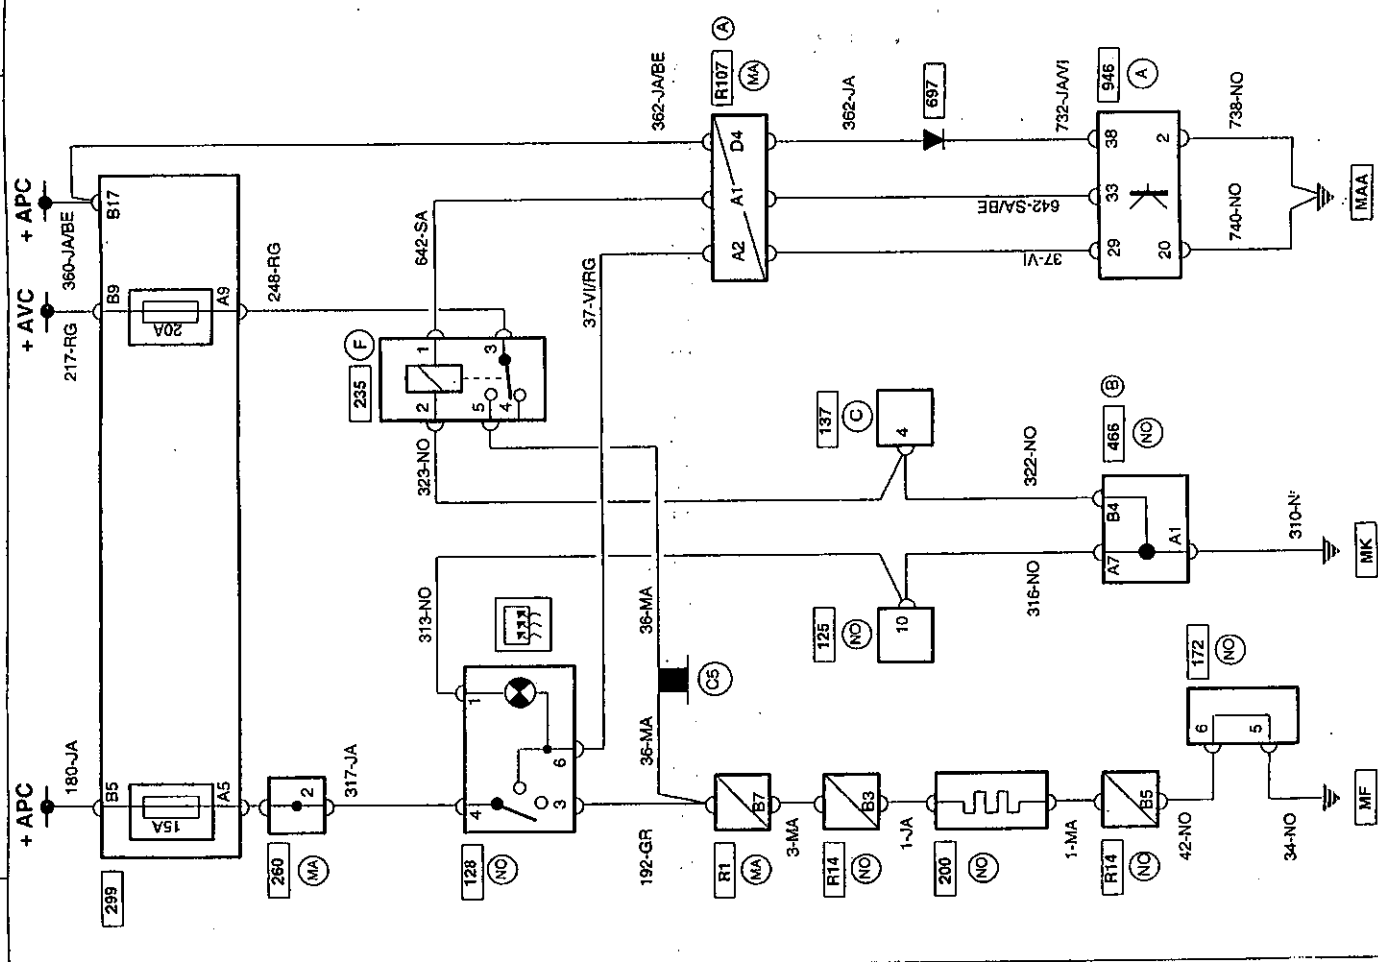 + APC
180-JA
+ AVC
217-RG
+ APC
360-JA/BE
299
B5
15A
A5
B9
20A
A9
B17
248-RG
642-SA
362-JA/BE
260
MA
2
317-JA
235
F
1
3
2
5
4
323-NO
37-VI/RG
R107
A
MA
A2
A1
D4
362-JA
697
642-SA/BE
37-VI
732-JA/VI
946
A
29
33
38
20
2
740-NO
738-NO
MAA
128
NO
4
1
6
3
313-NO
36-MA
C5
36-MA
192-GR
137
C
4
125
NO
10
322-NO
316-NO
466
B
NO
B4
A7
A1
MK
R1
MA
B7
3-MA
R14
NO
B3
1-JA
200
NO
1-MA
R14
NO
B5
42-NO
172
NO
6
5
34-NO
MF